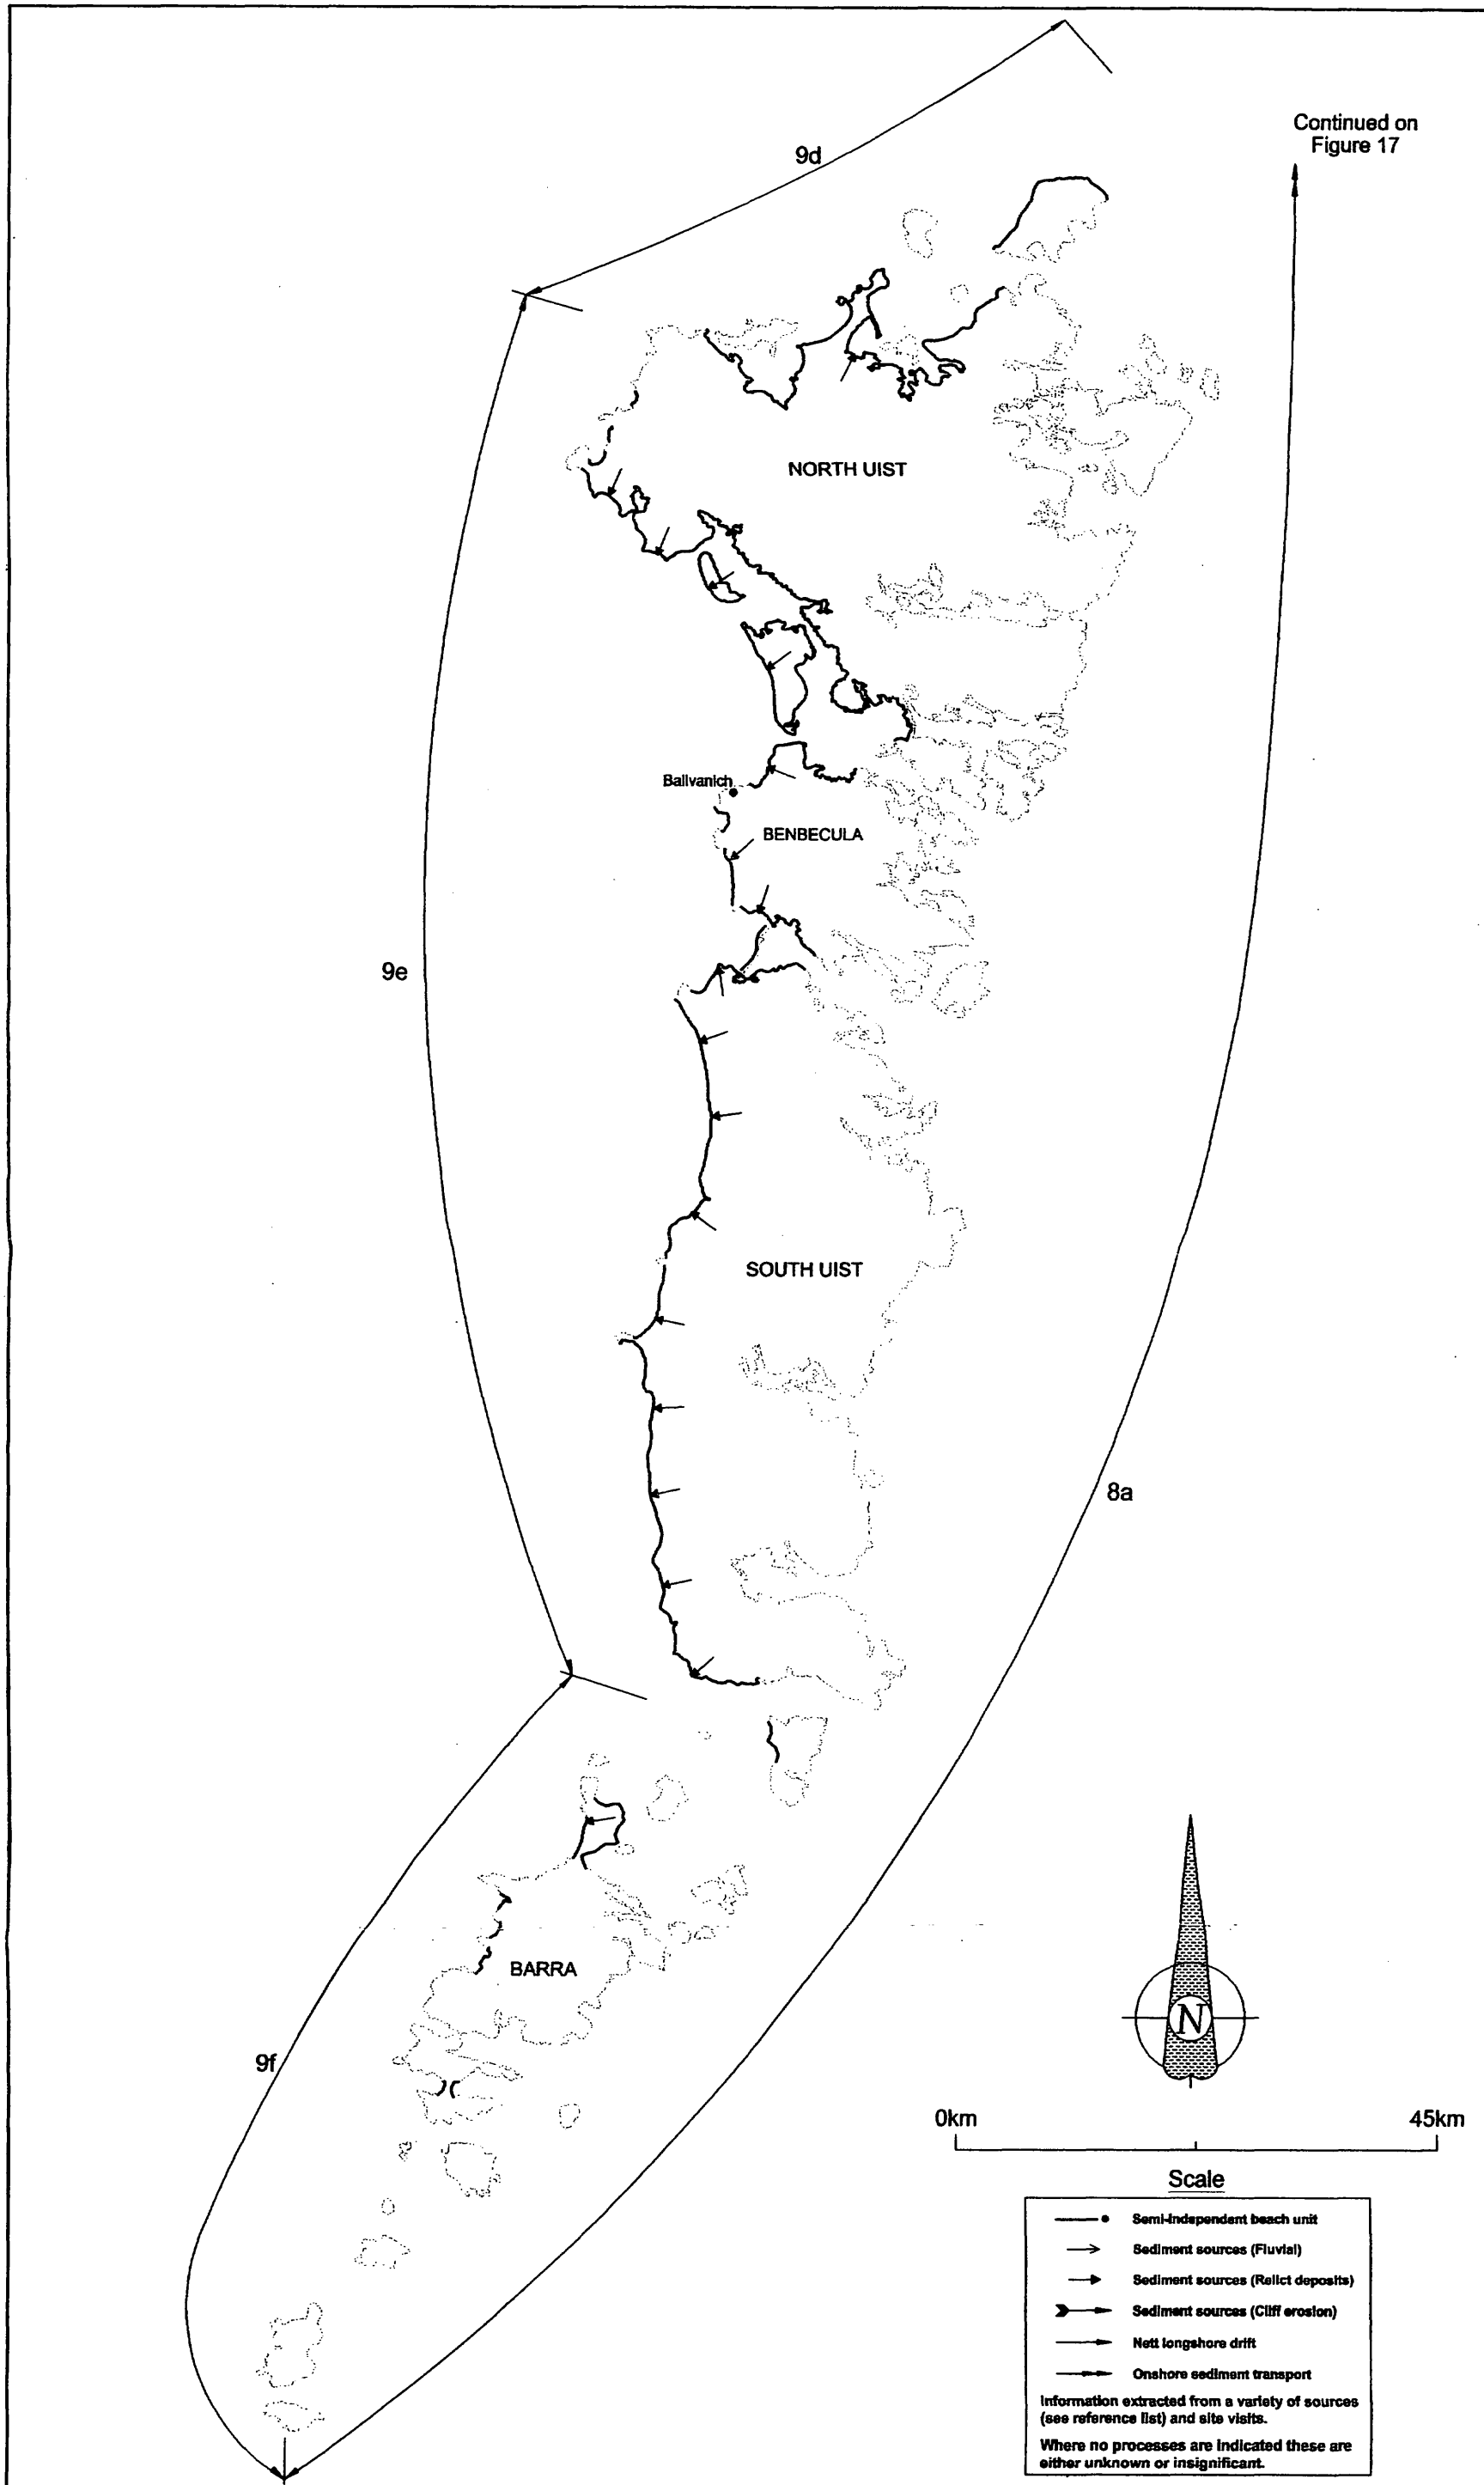 Continued on
Figure 17
9d
NORTH UIST
Balivanich
BENBECULA
9e
SOUTH UIST
8a
BARRA
9f
N
0km 45km
Scale
Semi-independent beach unit
Sediment sources (Fluvial)
Sediment sources (Relict deposits)
Sediment sources (Cliff erosion)
Nett longshore drift
Onshore sediment transport
Information extracted from a variety of sources
(see reference list) and site visits.
Where no processes are indicated these are
either unknown or insignificant.